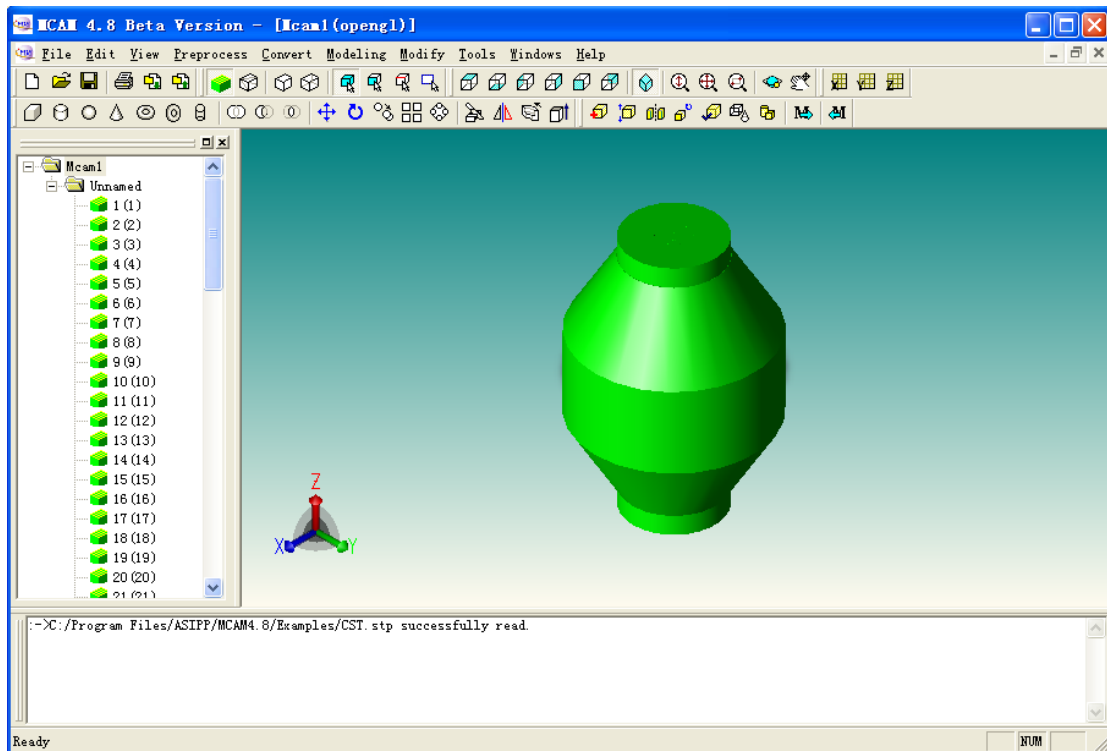 MCAM 4.8 Beta Version - [Mcam1(opengl)]
File Edit View Preprocess Convert Modeling Modify Tools Windows Help
Mcam1
Unnamed
1(1)
2(2)
3(3)
4(4)
5(5)
6(6)
7(7)
8(8)
9(9)
10(10)
11(11)
12(12)
13(13)
14(14)
15(15)
16(16)
17(17)
18(18)
19(19)
20(20)
21(21)
Z
X
Y
:->C:/Program Files/ASIPP/MCAM4.8/Examples/CST.stp successfully read.
Ready
NUM